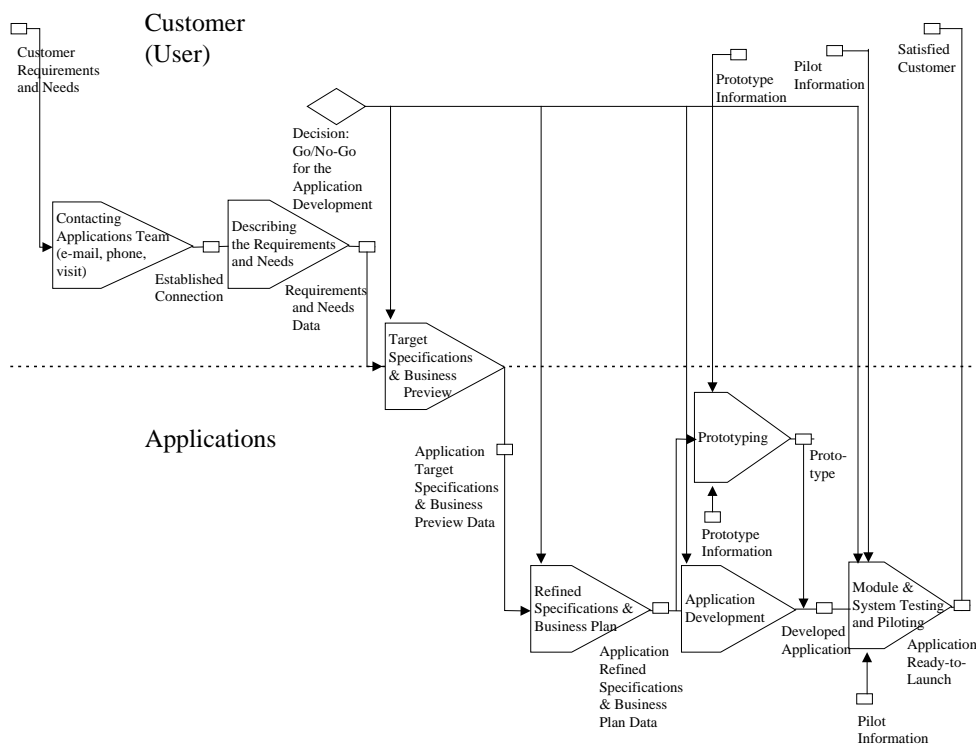 Customer
(User)
Customer
Requirements
and Needs
Prototype
Information
Pilot
Information
Satisfied
Customer
Decision:
Go/No-Go
for the
Application
Development
Contacting
Applications Team
(e-mail, phone,
visit)
Established
Connection
Describing
the Requirements
and Needs
Requirements
and Needs
Data
Target
Specifications
& Business
Preview
Applications
Application
Target
Specifications
& Business
Preview Data
Prototyping
Proto-
type
Prototype
Information
Refined
Specifications &
Business Plan
Application
Refined
Specifications
& Business
Plan Data
Application
Development
Developed
Application
Module &
System Testing
and Piloting
Application
Ready-to-
Launch
Pilot
Information